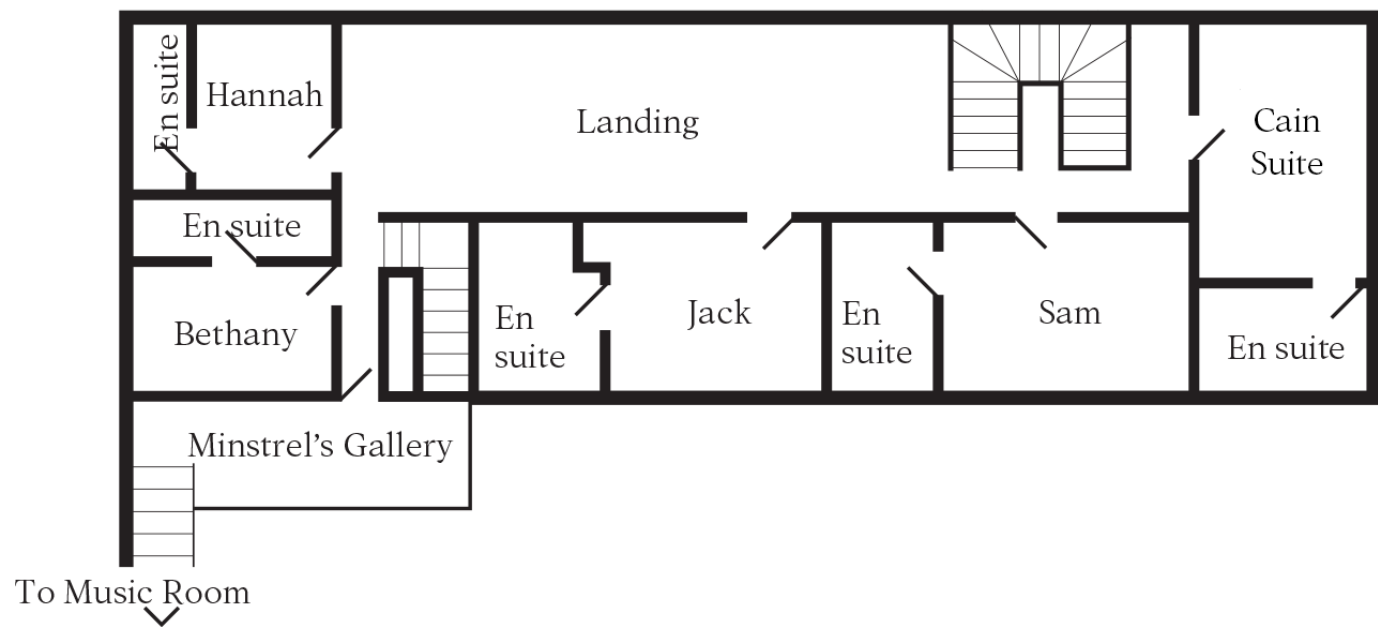 En suite
Hannah
Landing
Cain
Suite
En suite
Bethany
En
suite
Jack
En
suite
Sam
En suite
Minstrel's Gallery
To Music Room